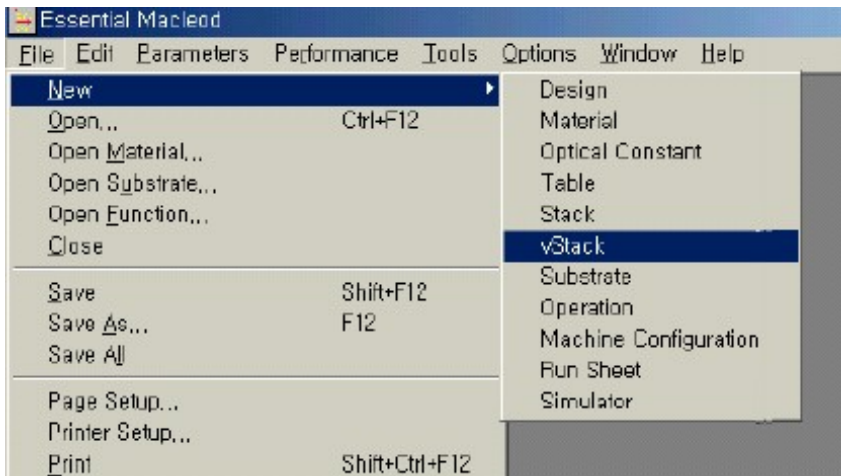 Essential Macleod
File Edit Parameters Performance Tools Options Window Help
New
Open...
Ctrl+F12
Open Material...
Open Substrate...
Open Function...
Close
Save
Shift+F12
Save As...
F12
Save All
Page Setup...
Printer Setup...
Print
Shift+Ctrl+F12
Design
Material
Optical Constant
Table
Stack
vStack
Substrate
Operation
Machine Configuration
Run Sheet
Simulator